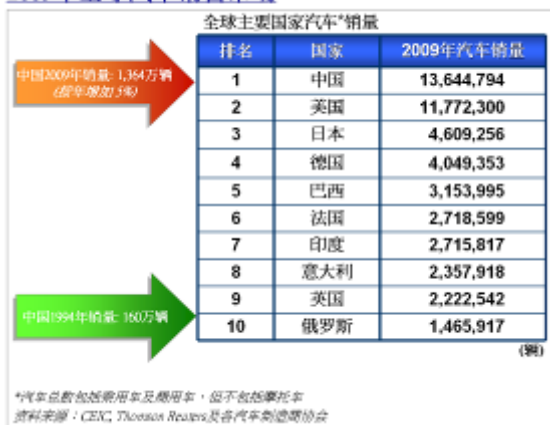 全球主要国家汽车*销量
排名 国家 2009年汽车销量
1 中国 13,644,794
2 美国 11,772,300
3 日本 4,609,256
4 德国 4,049,353
5 巴西 3,153,995
6 法国 2,718,599
7 印度 2,715,817
8 意大利 2,357,918
9 英国 2,222,542
10 俄罗斯 1,465,917
(辆)
中国2009年销量: 1,364万辆
中国1994年销量: 160万辆
*汽车总数包括乘用车及商用车，但不包括摩托车
资料来源：CEIC, Thomson Reuters及各汽车制造商协会